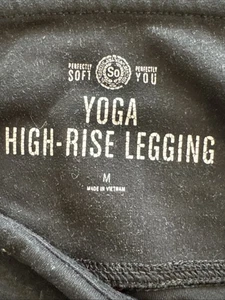 PERFECTLY SOFT So PERFECTLY YOU
YOGA
HIGH-RISE LEGGING
M
MADE IN VIETNAM